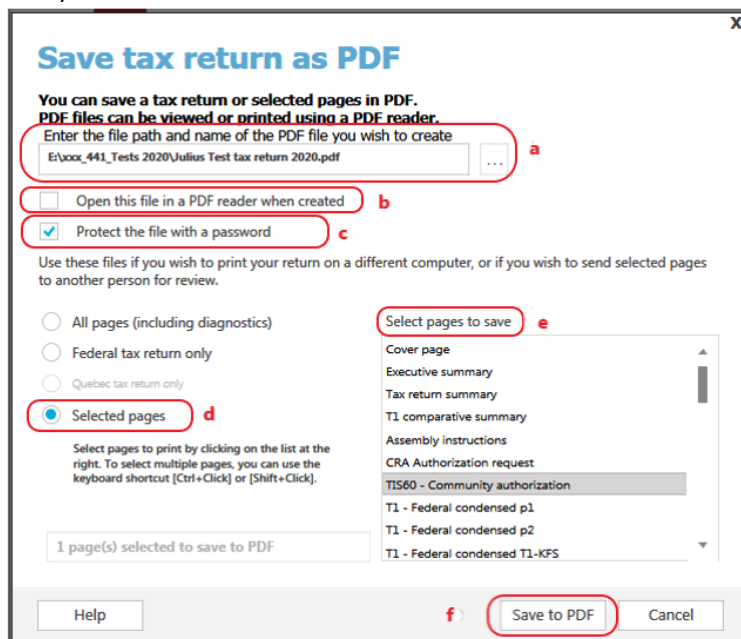 X
Save tax return as PDF
You can save a tax return or selected pages in PDF.
PDF files can be viewed or printed using a PDF reader.
Enter the file path and name of the PDF file you wish to create
a
E:\xxx_441_Tests 2020\Julius Test tax return 2020.pdf
...
Open this file in a PDF reader when created
b
Protect the file with a password
c
Use these files if you wish to print your return on a different computer, or if you wish to send selected pages
to another person for review.
All pages (including diagnostics)
Federal tax return only
Quebec tax return only
Selected pages
d
Select pages to print by clicking on the list at the
right. To select multiple pages, you can use the
keyboard shortcut [Ctrl+Click] or [Shift+Click].
1 page(s) selected to save to PDF
Select pages to save
e
Cover page
Executive summary
Tax return summary
T1 comparative summary
Assembly instructions
CRA Authorization request
TIS60 - Community authorization
T1 - Federal condensed p1
T1 - Federal condensed p2
T1 - Federal condensed T1-KFS
Help
f
Save to PDF
Cancel